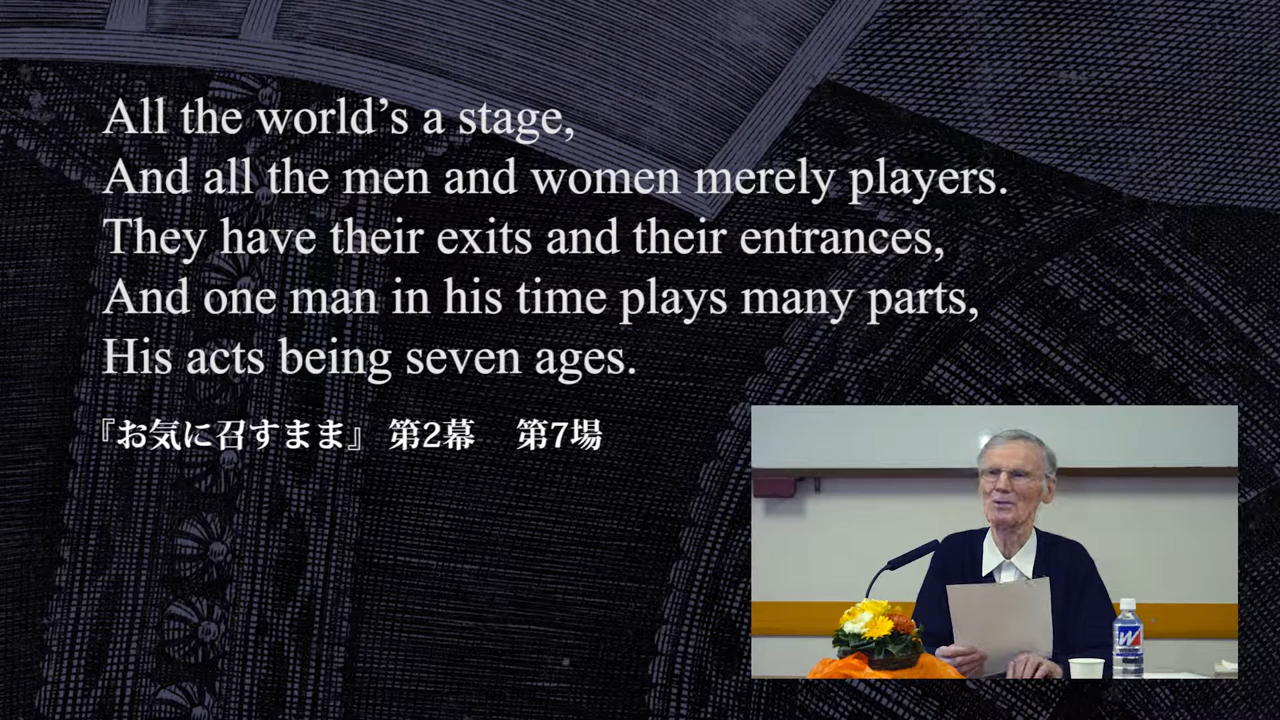 All the world’s a stage,
And all the men and women merely players.
They have their exits and their entrances,
And one man in his time plays many parts,
His acts being seven ages.
『お気に召すまま』 第2幕　第7場
W